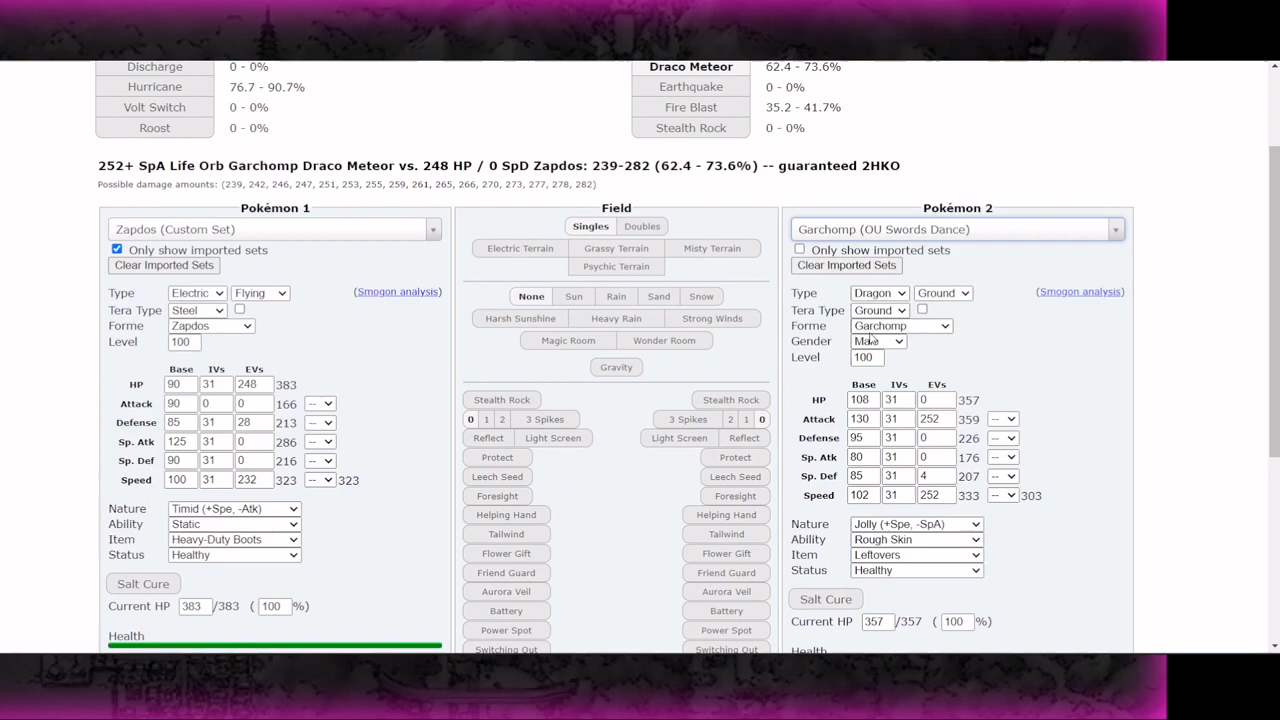 Discharge 0 - 0% Draco Meteor 62.4 - 73.6%
Hurricane 76.7 - 90.7% Earthquake 0 - 0%
Volt Switch 0 - 0% Fire Blast 35.2 - 41.7%
Roost 0 - 0% Stealth Rock 0 - 0%
252+ SpA Life Orb Garchomp Draco Meteor vs. 248 HP / 0 SpD Zapdos: 239-282 (62.4 - 73.6%) -- guaranteed 2HKO
Possible damage amounts: (239, 242, 246, 247, 251, 253, 255, 259, 261, 265, 266, 270, 273, 277, 278, 282)
Pokémon 1
Zapdos (Custom Set)
Only show imported sets
Clear Imported Sets
Type Electric Flying (Smogon analysis)
Tera Type Steel
Forme Zapdos
Level 100
Base IVs EVs
HP 90 31 248 383
Attack 90 0 0 166 --
Defense 85 31 28 213 --
Sp. Atk 125 31 0 286 --
Sp. Def 90 31 0 216 --
Speed 100 31 232 323 -- 323
Nature Timid (+Spe, -Atk)
Ability Static
Item Heavy-Duty Boots
Status Healthy
Salt Cure
Current HP 383 /383 ( 100 %)
Health
Field
Singles Doubles
Electric Terrain Grassy Terrain Misty Terrain
Psychic Terrain
None Sun Rain Sand Snow
Harsh Sunshine Heavy Rain Strong Winds
Magic Room Wonder Room
Gravity
Stealth Rock Stealth Rock
0 1 2 3 Spikes 3 Spikes 2 1 0
Reflect Light Screen Light Screen Reflect
Protect Protect
Leech Seed Leech Seed
Foresight Foresight
Helping Hand Helping Hand
Tailwind Tailwind
Flower Gift Flower Gift
Friend Guard Friend Guard
Aurora Veil Aurora Veil
Battery Battery
Power Spot Power Spot
Switching Out Switching Out
Pokémon 2
Garchomp (OU Swords Dance)
Only show imported sets
Clear Imported Sets
Type Dragon Ground (Smogon analysis)
Tera Type Ground
Forme Garchomp
Gender Male
Level 100
Base IVs EVs
HP 108 31 0 357
Attack 130 31 252 359 --
Defense 95 31 0 226 --
Sp. Atk 80 31 0 176 --
Sp. Def 85 31 4 207 --
Speed 102 31 252 333 -- 303
Nature Jolly (+Spe, -SpA)
Ability Rough Skin
Item Leftovers
Status Healthy
Salt Cure
Current HP 357 /357 ( 100 %)
Health